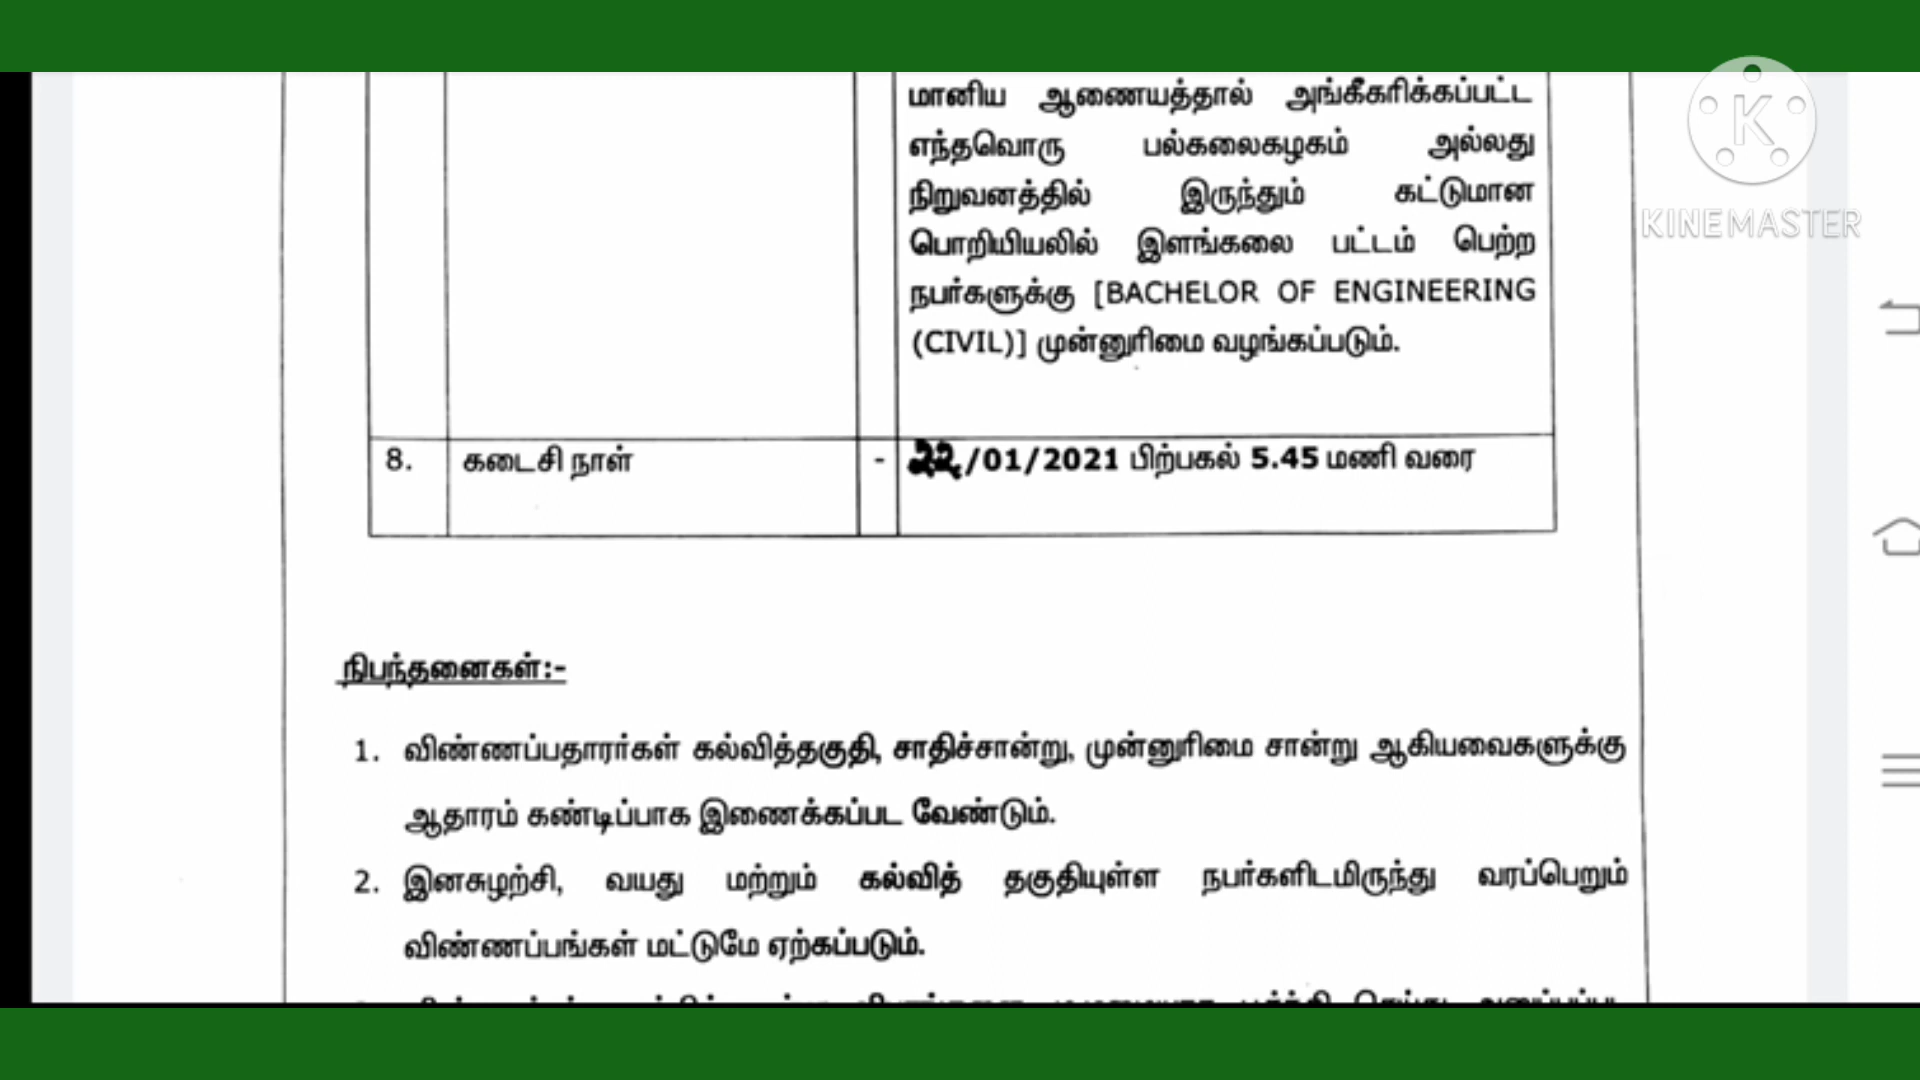 மானிய ஆணையத்தால் அங்கீகரிக்கப்பட்ட
எந்தவொரு பல்கலைகழகம் அல்லது
நிறுவனத்தில் இருந்தும் கட்டுமான
பொறியியலில் இளங்கலை பட்டம் பெற்ற
நபர்களுக்கு [BACHELOR OF ENGINEERING
(CIVIL)] முன்னுரிமை வழங்கப்படும்.
8. கடைசி நாள் - 22/01/2021 பிற்பகல் 5.45 மணி வரை
நிபந்தனைகள்:-
1. விண்ணப்பதாரர்கள் கல்வித்தகுதி, சாதிச்சான்று, முன்னுரிமை சான்று ஆகியவைகளுக்கு
ஆதாரம் கண்டிப்பாக இணைக்கப்பட வேண்டும்.
2. இனசுழற்சி, வயது மற்றும் கல்வித் தகுதியுள்ள நபர்களிடமிருந்து வரப்பெறும்
விண்ணப்பங்கள் மட்டுமே ஏற்கப்படும்.
K
KINEMASTER